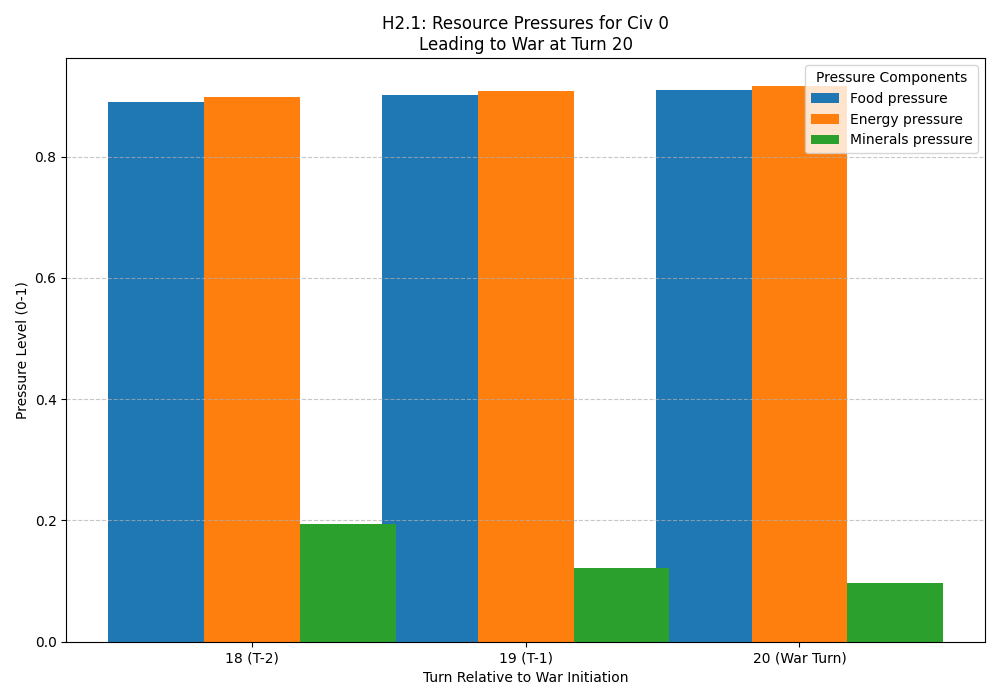 H2.1: Resource Pressures for Civ 0
Leading to War at Turn 20
Pressure Components
Food pressure
Energy pressure
Minerals pressure
Pressure Level (0-1)
0.8
0.6
0.4
0.2
0.0
18 (T-2)
19 (T-1)
20 (War Turn)
Turn Relative to War Initiation